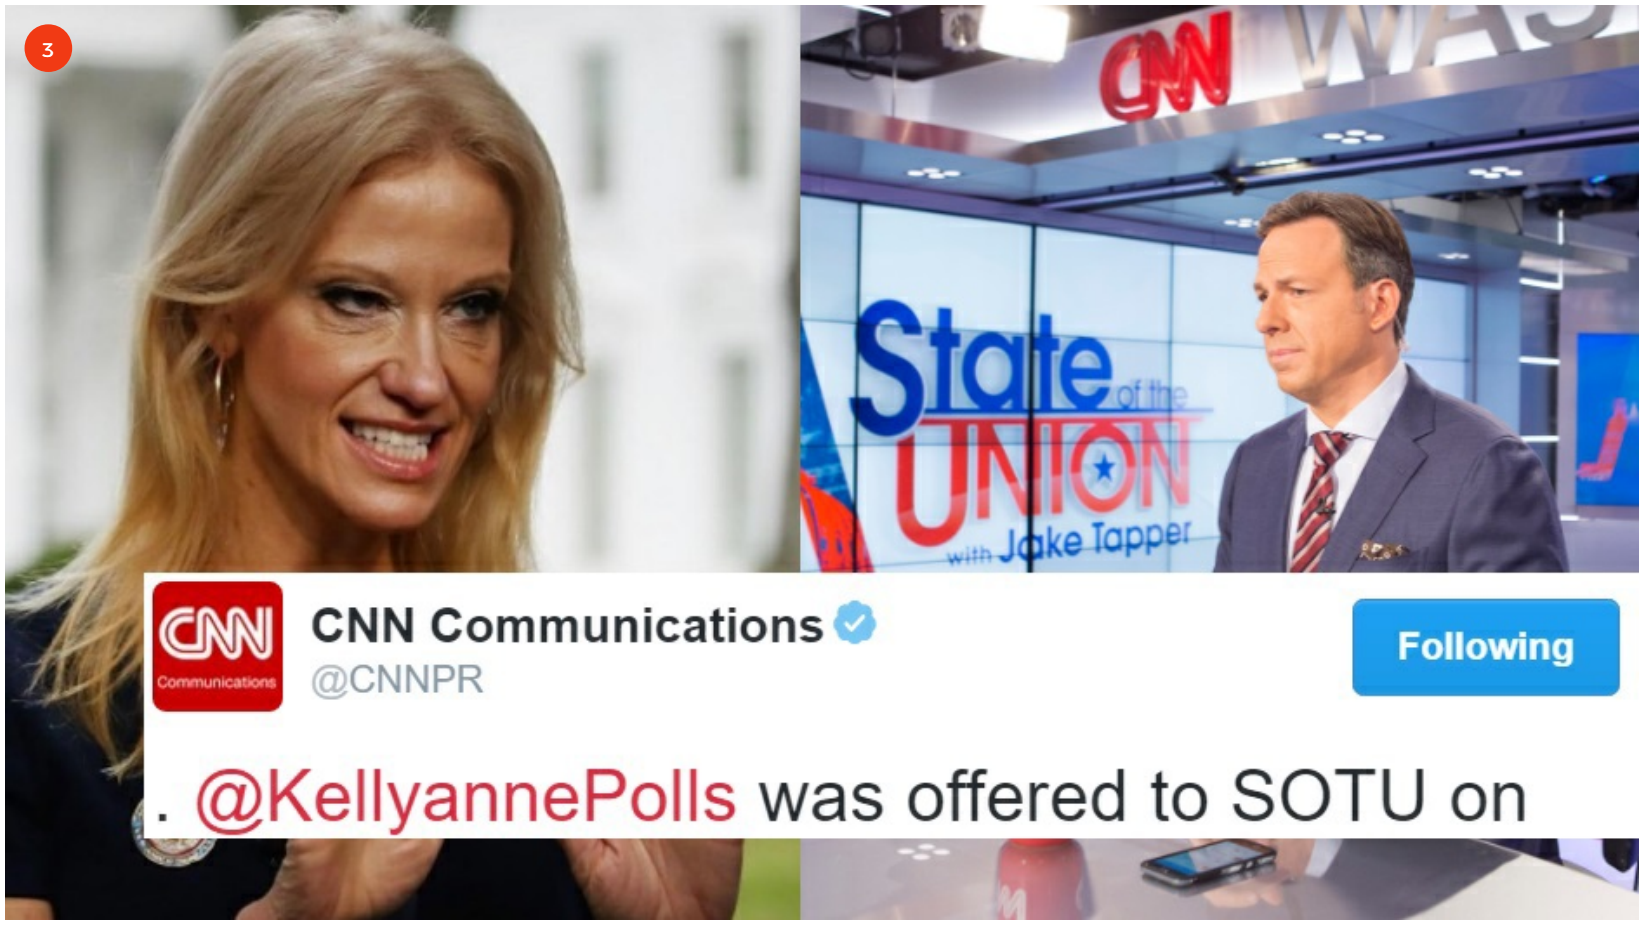 3
CNN WAS
State
of the
UNION
with Jake Tapper
CNN
Communications
CNN Communications
@CNNPR
Following
. @KellyannePolls was offered to SOTU on